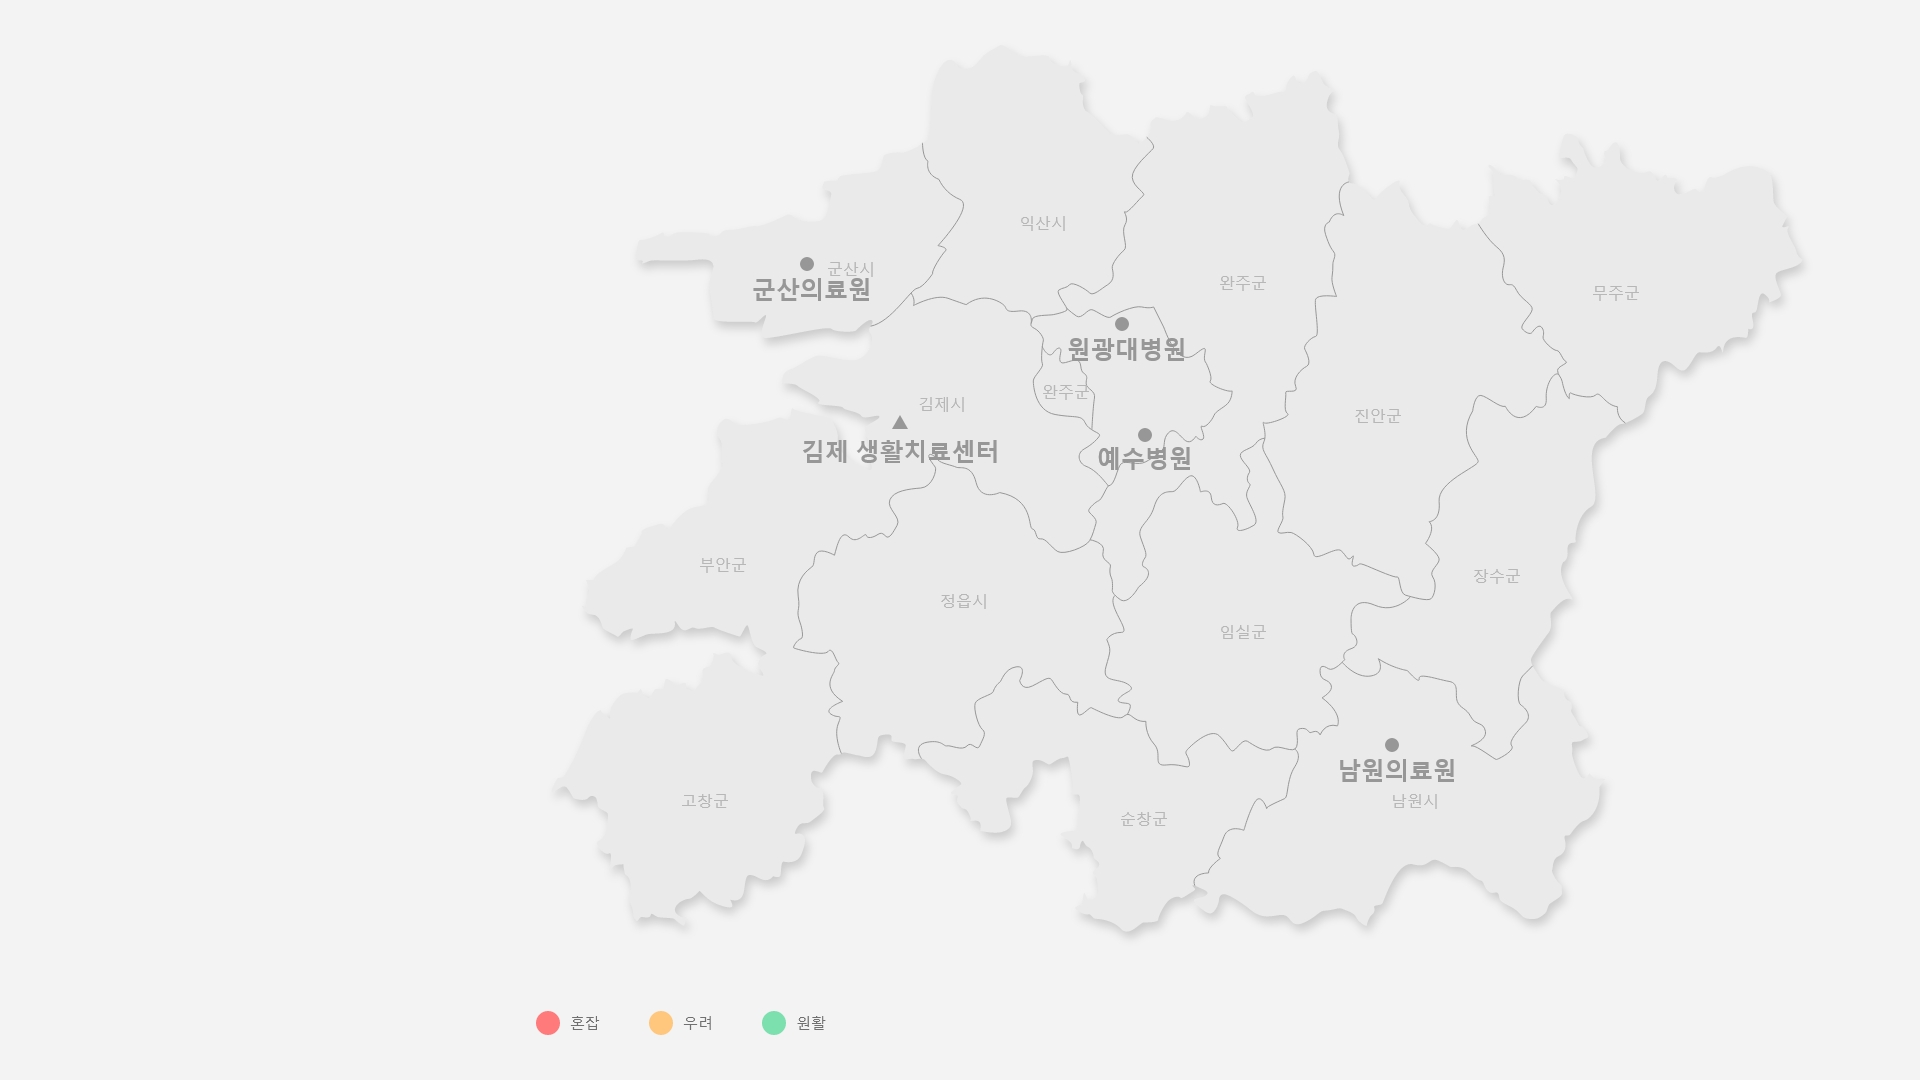 익산시
군산시
군산의료원
완주군
무주군
원광대병원
완주군
김제시
진안군
김제 생활치료센터
예수병원
부안군
장수군
정읍시
임실군
남원의료원
고창군
남원시
순창군
혼잡
우려
원활